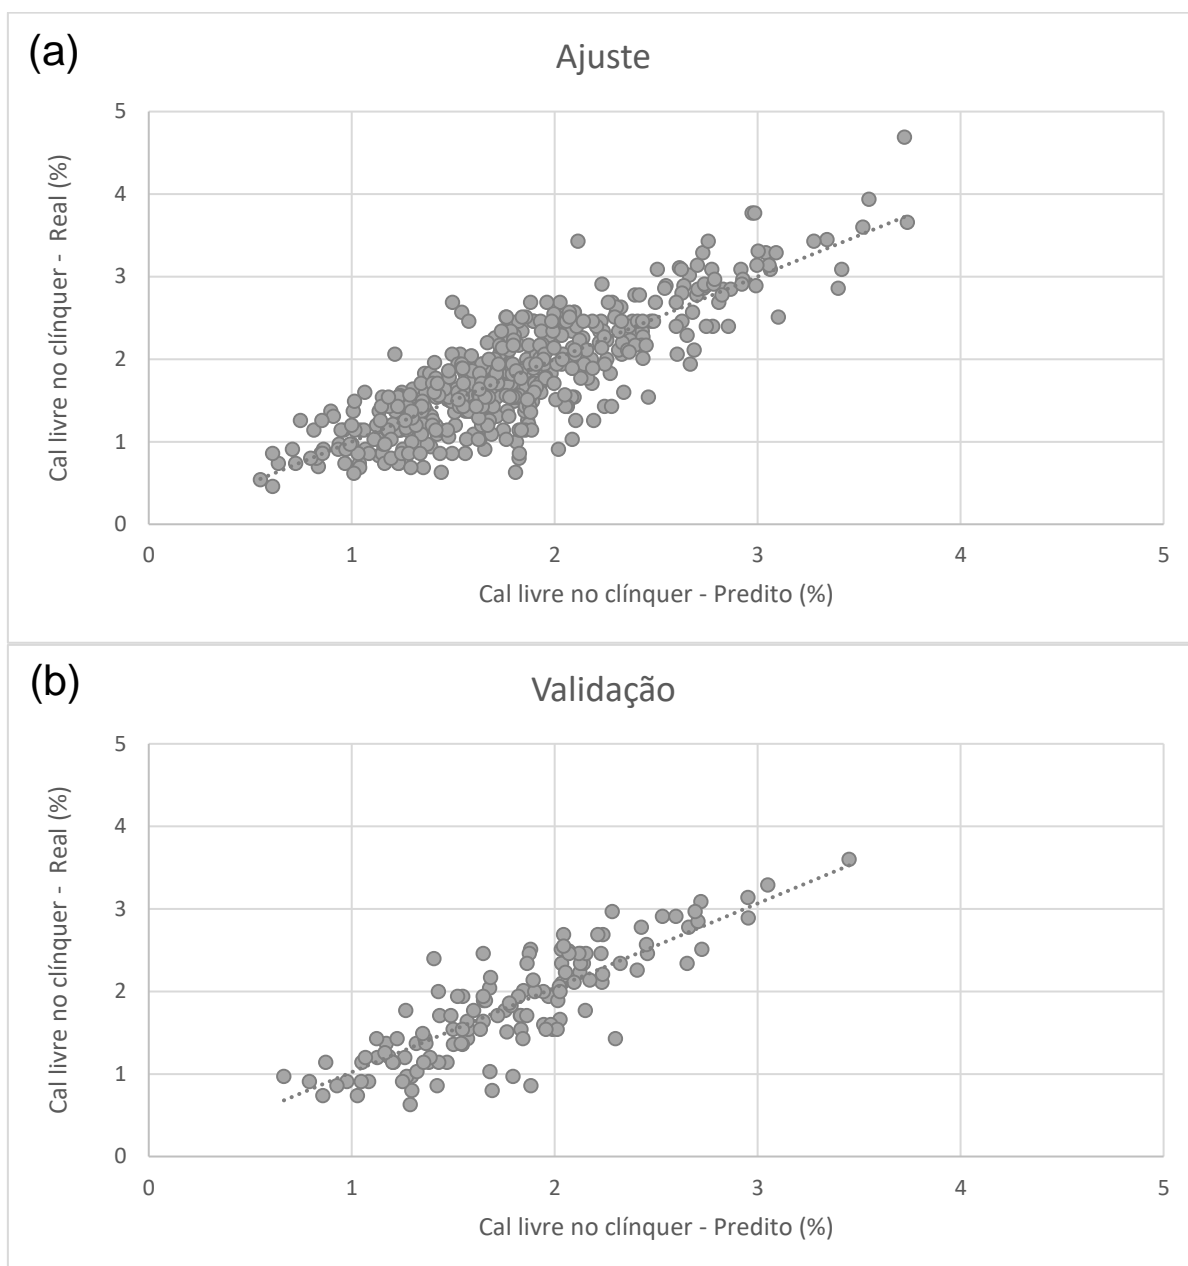 (a)
Ajuste
Cal livre no clínquer - Real (%)
5
4
3
2
1
0
0 1 2 3 4 5
Cal livre no clínquer - Predito (%)
(b)
Validação
Cal livre no clínquer - Real (%)
5
4
3
2
1
0
0 1 2 3 4 5
Cal livre no clínquer - Predito (%)